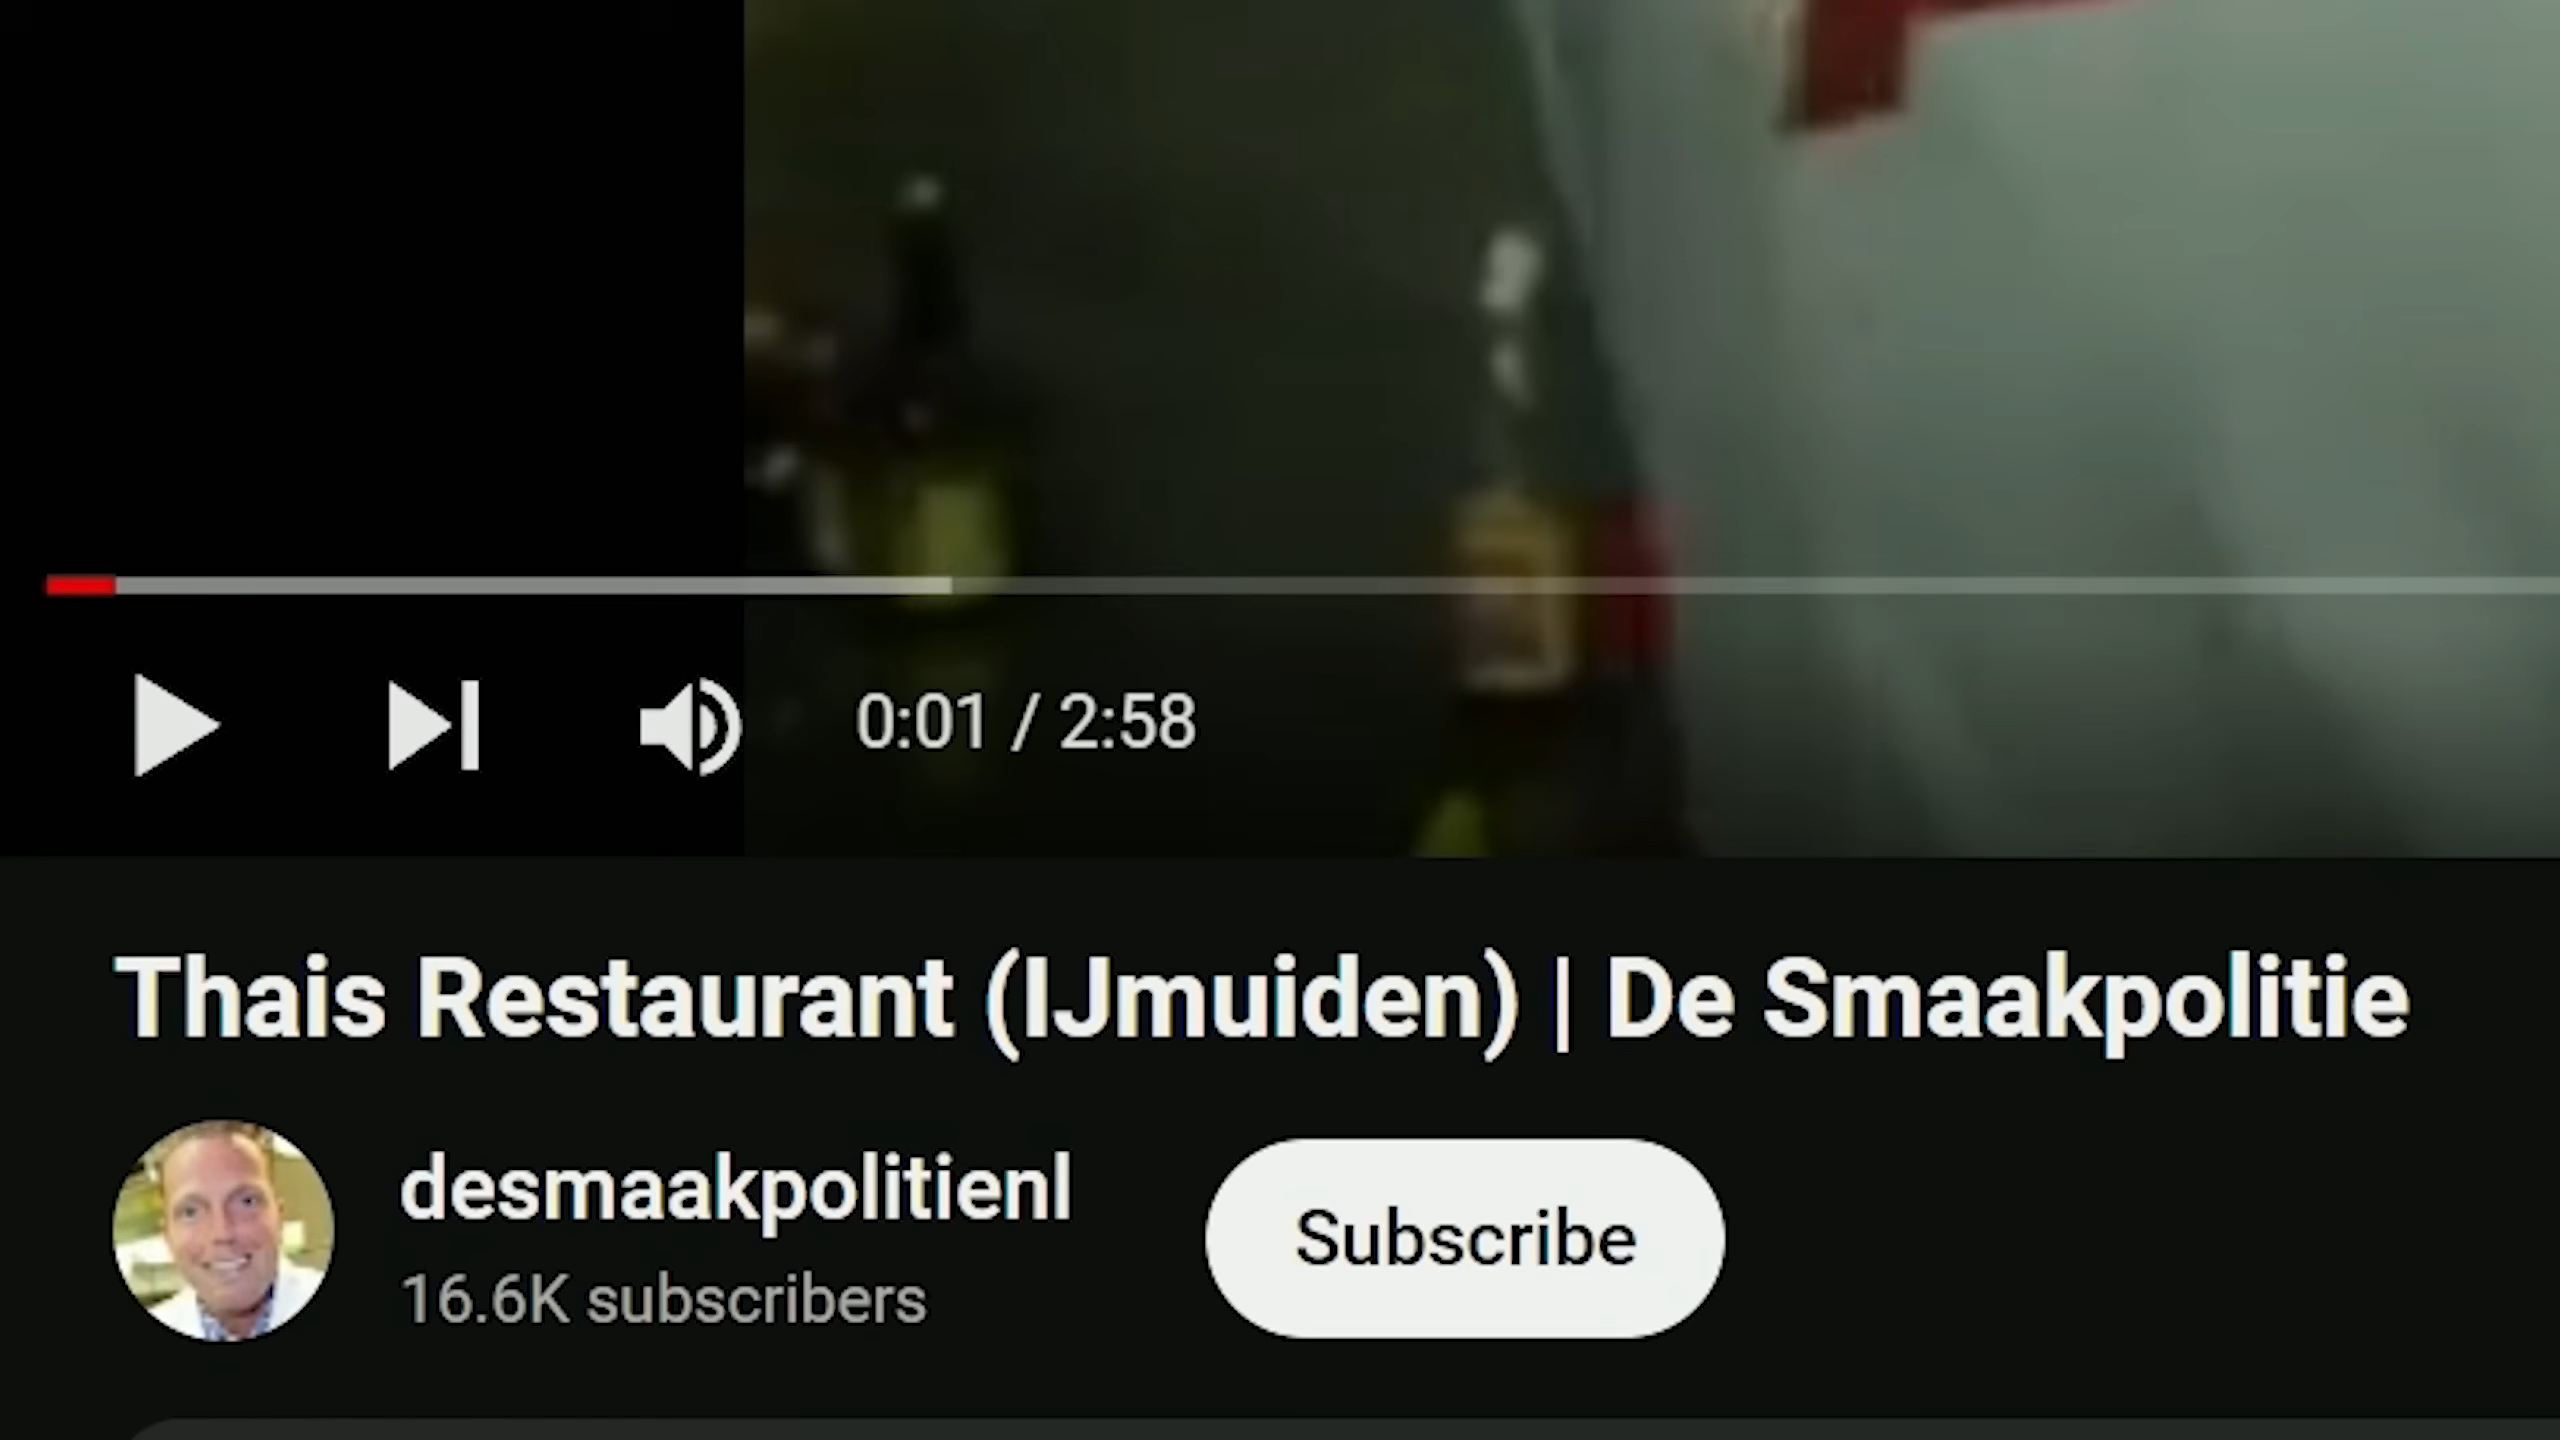 0:01 / 2:58
Thais Restaurant (IJmuiden) | De Smaakpolitie
desmaakpolitienl
Subscribe
16.6K subscribers